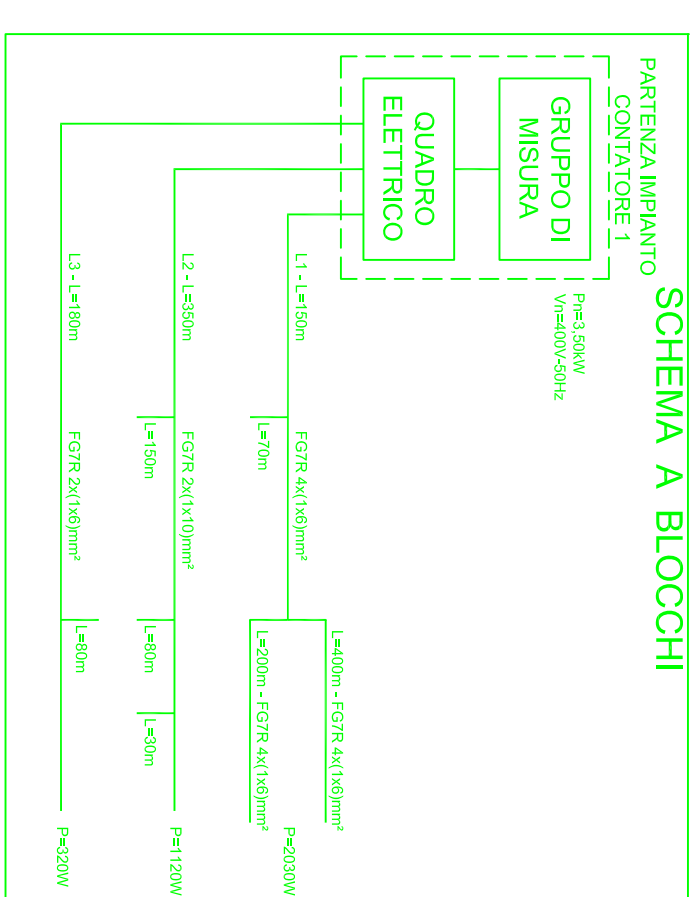 SCHEMA A BLOCCHI
PARTENZA IMPIANTO
CONTATORE 1
GRUPPO DI
MISURA
Pn=3,50kW
Vn=400V-50Hz
QUADRO
ELETTRICO
L=400m - FG7R 4x(1x6)mm²
L1 - L=150m
FG7R 4x(1x6)mm²
P=2030W
L=70m
L=200m - FG7R 4x(1x6)mm²
L2 - L=350m
FG7R 2x(1x10)mm²
P=1120W
L=150m
L=80m
L=30m
L=80m
L3 - L=180m
FG7R 2x(1x6)mm²
P=320W